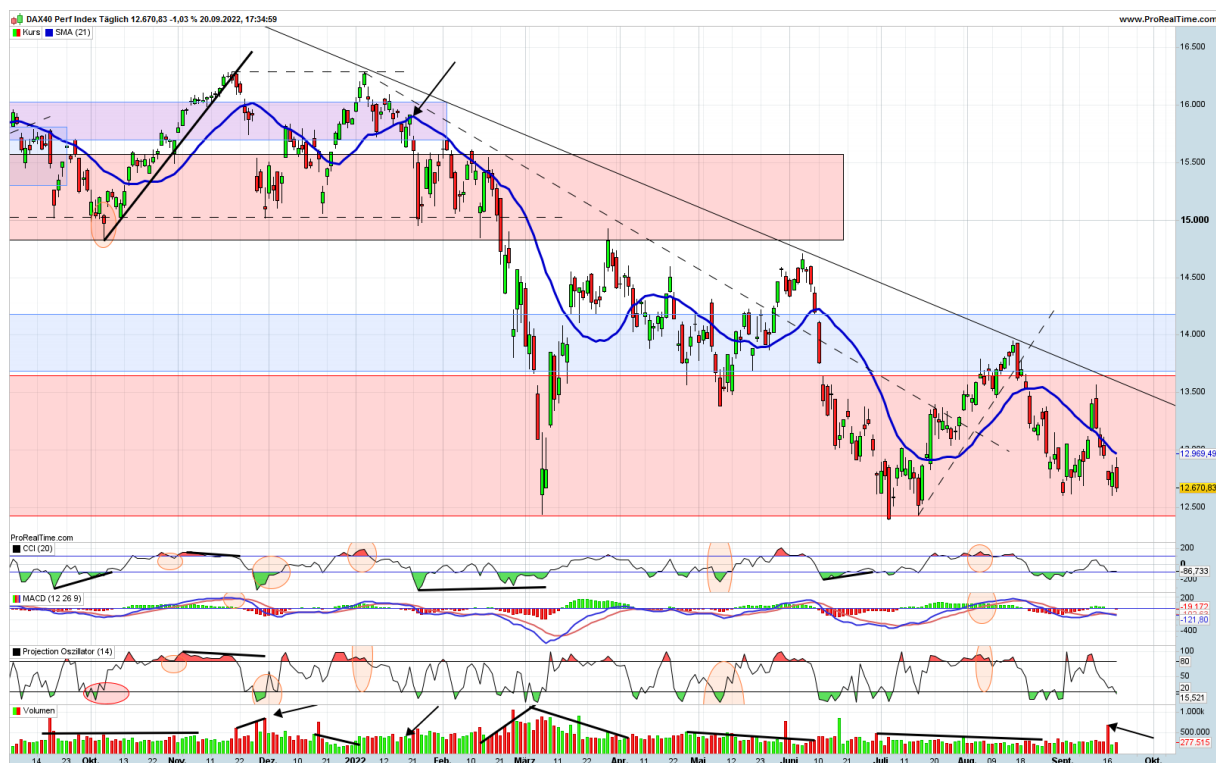 DAX40 Perf Index Täglich 12.670,83 -1,03 % 20.09.2022, 17:34:59
www.ProRealTime.com
Kurs SMA (21)
16.500
16.000
15.500
15.000
14.500
14.000
13.500
12.969,49
12.670,83
12.500
ProRealTime.com
CCI (20)
200
0
-86,733
-200
MACD (12 26 9)
200
-19,172
-121,80
-400
Projection Oszillator (14)
100
80
50
20
15,521
Volumen
1.000k
500.000
277.515
14 23 Okt. 11 20 Nov. 11 22 Dez. 10 21 2022 12 21 Feb. 10 21 März 11 22 Apr. 12 21 Mai 12 23 Juni 10 21 Juli 11 20 Aug. 09 19 Sept. 16 Okt.